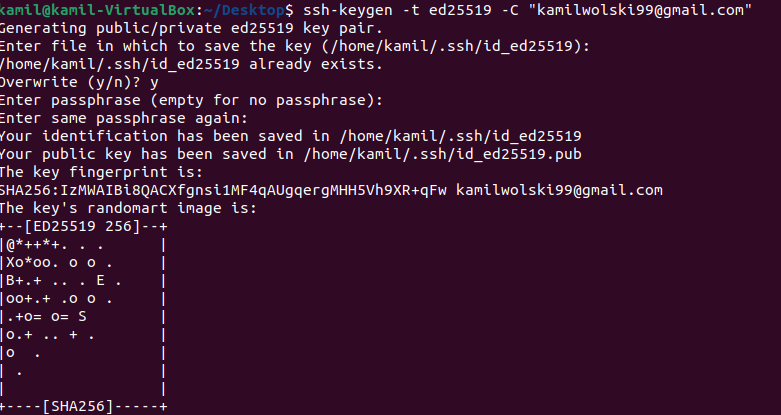 kamil@kamil-VirtualBox:~/Desktop$ ssh-keygen -t ed25519 -C "kamilwolski99@gmail.com"
Generating public/private ed25519 key pair.
Enter file in which to save the key (/home/kamil/.ssh/id_ed25519):
/home/kamil/.ssh/id_ed25519 already exists.
Overwrite (y/n)? y
Enter passphrase (empty for no passphrase):
Enter same passphrase again:
Your identification has been saved in /home/kamil/.ssh/id_ed25519
Your public key has been saved in /home/kamil/.ssh/id_ed25519.pub
The key fingerprint is:
SHA256:IzMWAIBi8QACXfgnsi1MF4qAUgqergMHH5Vh9XR+qFw kamilwolski99@gmail.com
The key's randomart image is:
+--[ED25519 256]--+
|@*++*+. . .      |
|Xo*oo. o o .     |
|B+.+ .. . E .    |
|oo+.+ .o o .     |
|.+o= o= S        |
|o.+ .. + .       |
|o  .             |
| .               |
|                 |
+----[SHA256]-----+